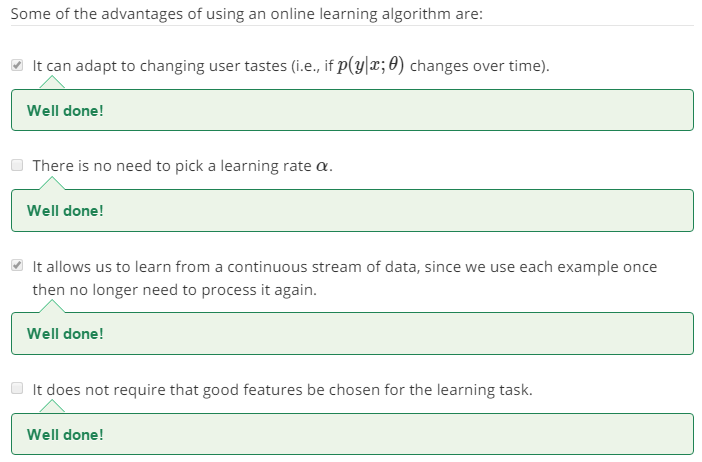 Some of the advantages of using an online learning algorithm are:
It can adapt to changing user tastes (i.e., if p(y|x; θ) changes over time).
Well done!
There is no need to pick a learning rate α.
Well done!
It allows us to learn from a continuous stream of data, since we use each example once
then no longer need to process it again.
Well done!
It does not require that good features be chosen for the learning task.
Well done!